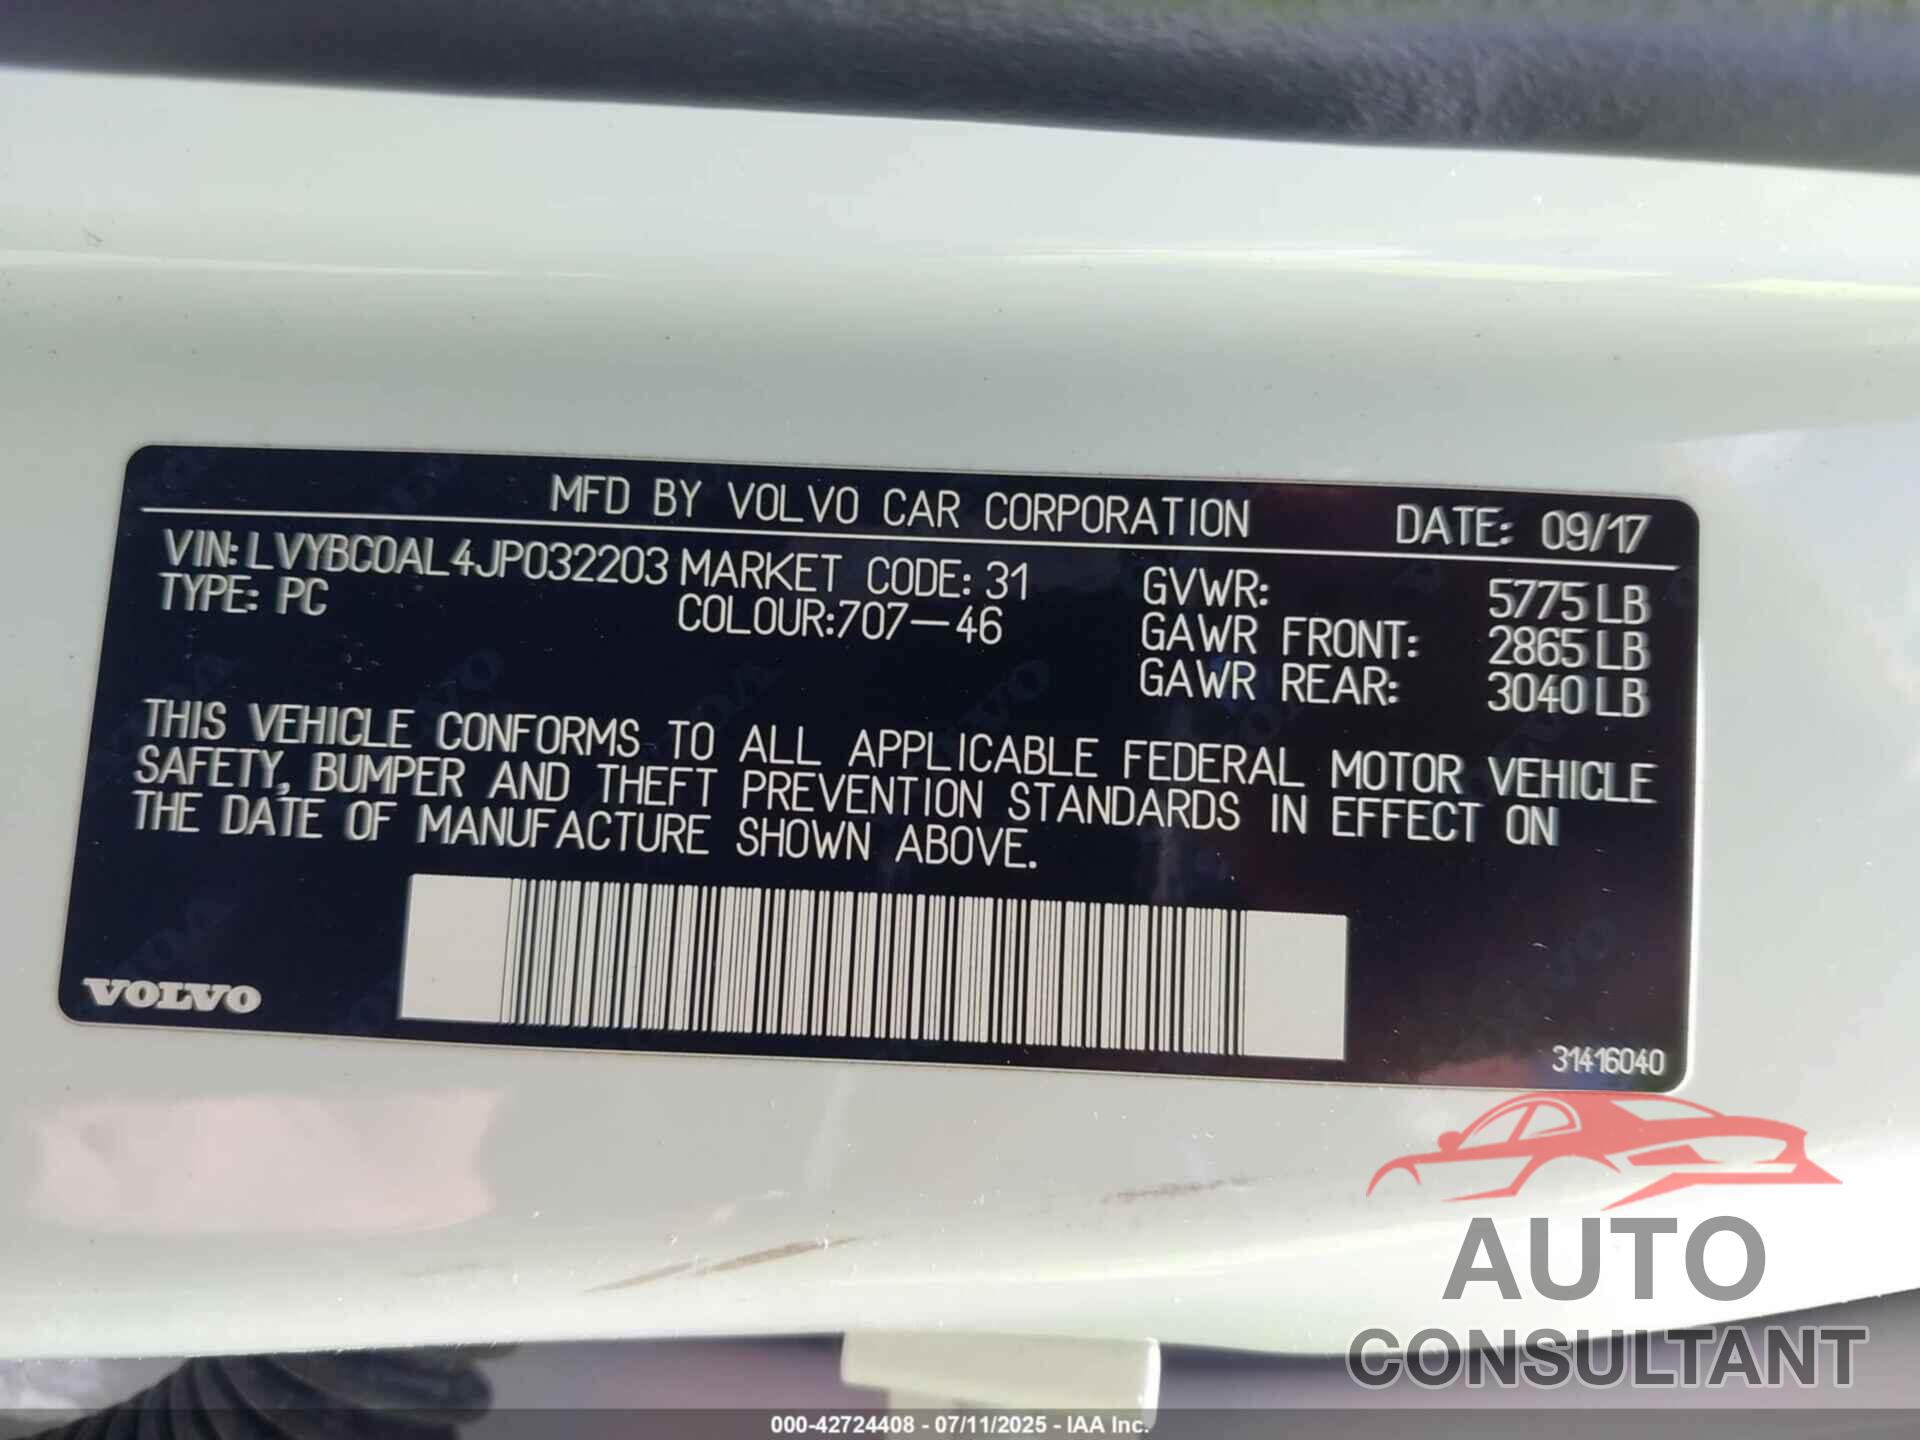 MFD BY VOLVO CAR CORPORATION DATE: 09/17
VIN: LVYBC0AL4JP032203 MARKET CODE: 31 GVWR: 5775 LB
TYPE: PC COLOUR:707-46 GAWR FRONT: 2865 LB
GAWR REAR: 3040 LB
THIS VEHICLE CONFORMS TO ALL APPLICABLE FEDERAL MOTOR VEHICLE
SAFETY, BUMPER AND THEFT PREVENTION STANDARDS IN EFFECT ON
THE DATE OF MANUFACTURE SHOWN ABOVE.
VOLVO
31416040
AUTO
CONSULTANT
000-42724408 - 07/11/2025 - IAA Inc.